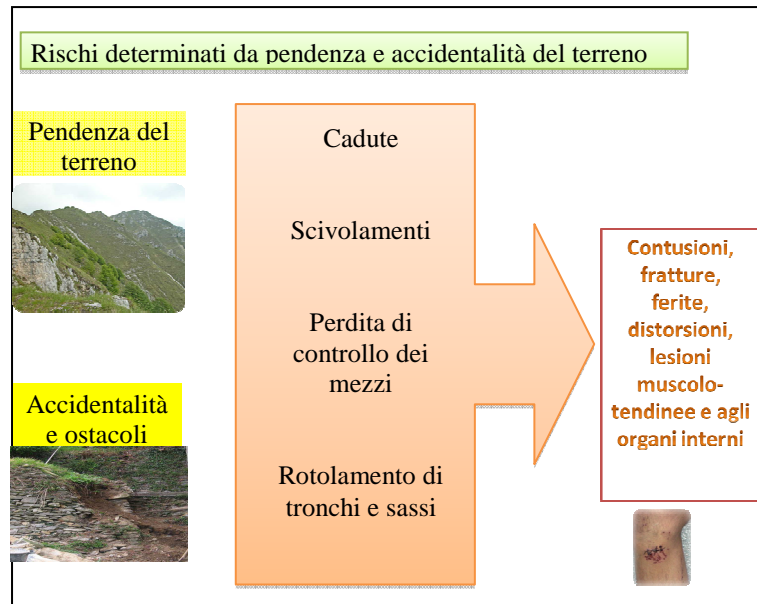 Rischi determinati da pendenza e accidentalità del terreno
Pendenza del
terreno
Accidentalità
e ostacoli
Cadute
Scivolamenti
Perdita di
controllo dei
mezzi
Rotolamento di
tronchi e sassi
Contusioni,
fratture,
ferite,
distorsioni,
lesioni
muscolo-
tendinee e agli
organi interni